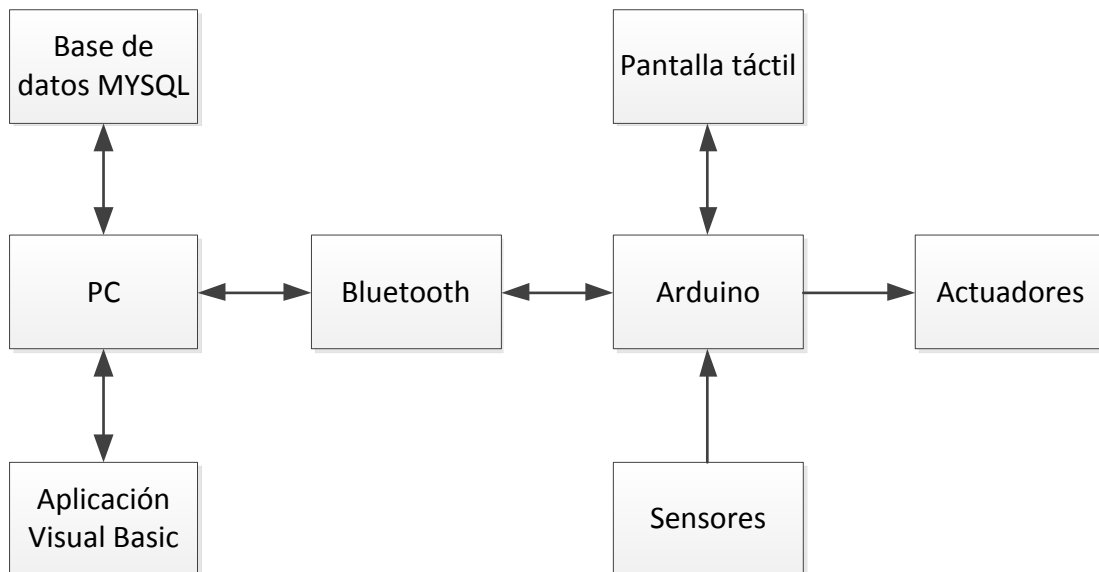 Base de
datos MYSQL
Pantalla táctil
PC
Bluetooth
Arduino
Actuadores
Aplicación
Visual Basic
Sensores